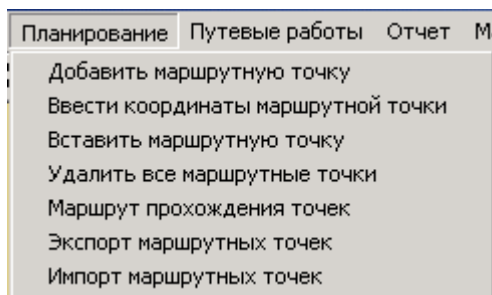 Планирование Путевые работы Отчет
Добавить маршрутную точку
Ввести координаты маршрутной точки
Вставить маршрутную точку
Удалить все маршрутные точки
Маршрут прохождения точек
Экспорт маршрутных точек
Импорт маршрутных точек